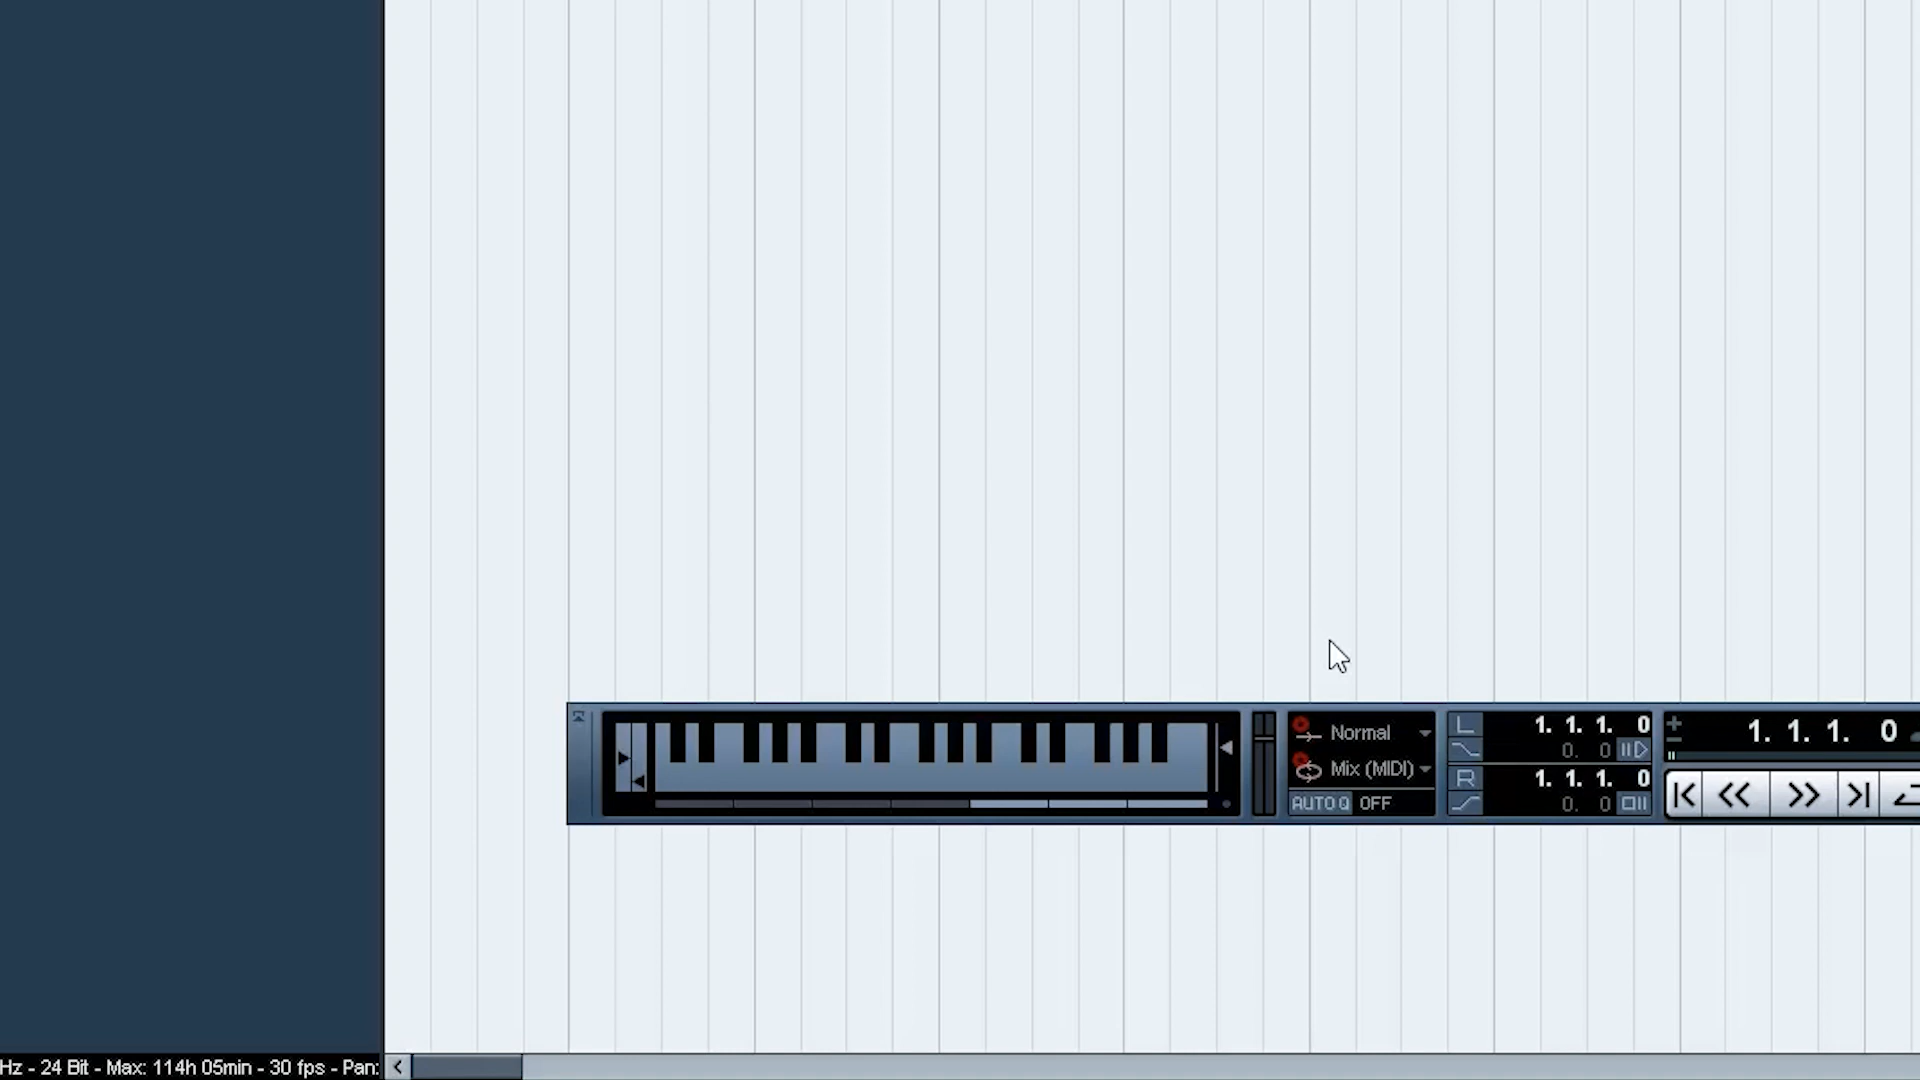 Normal
Mix (MIDI)
AUTO Q OFF
L 1. 1. 1. 0
0. 0
R 1. 1. 1. 0
0. 0
1. 1. 1. 0
Hz - 24 Bit - Max: 114h 05min - 30 fps - Pan: